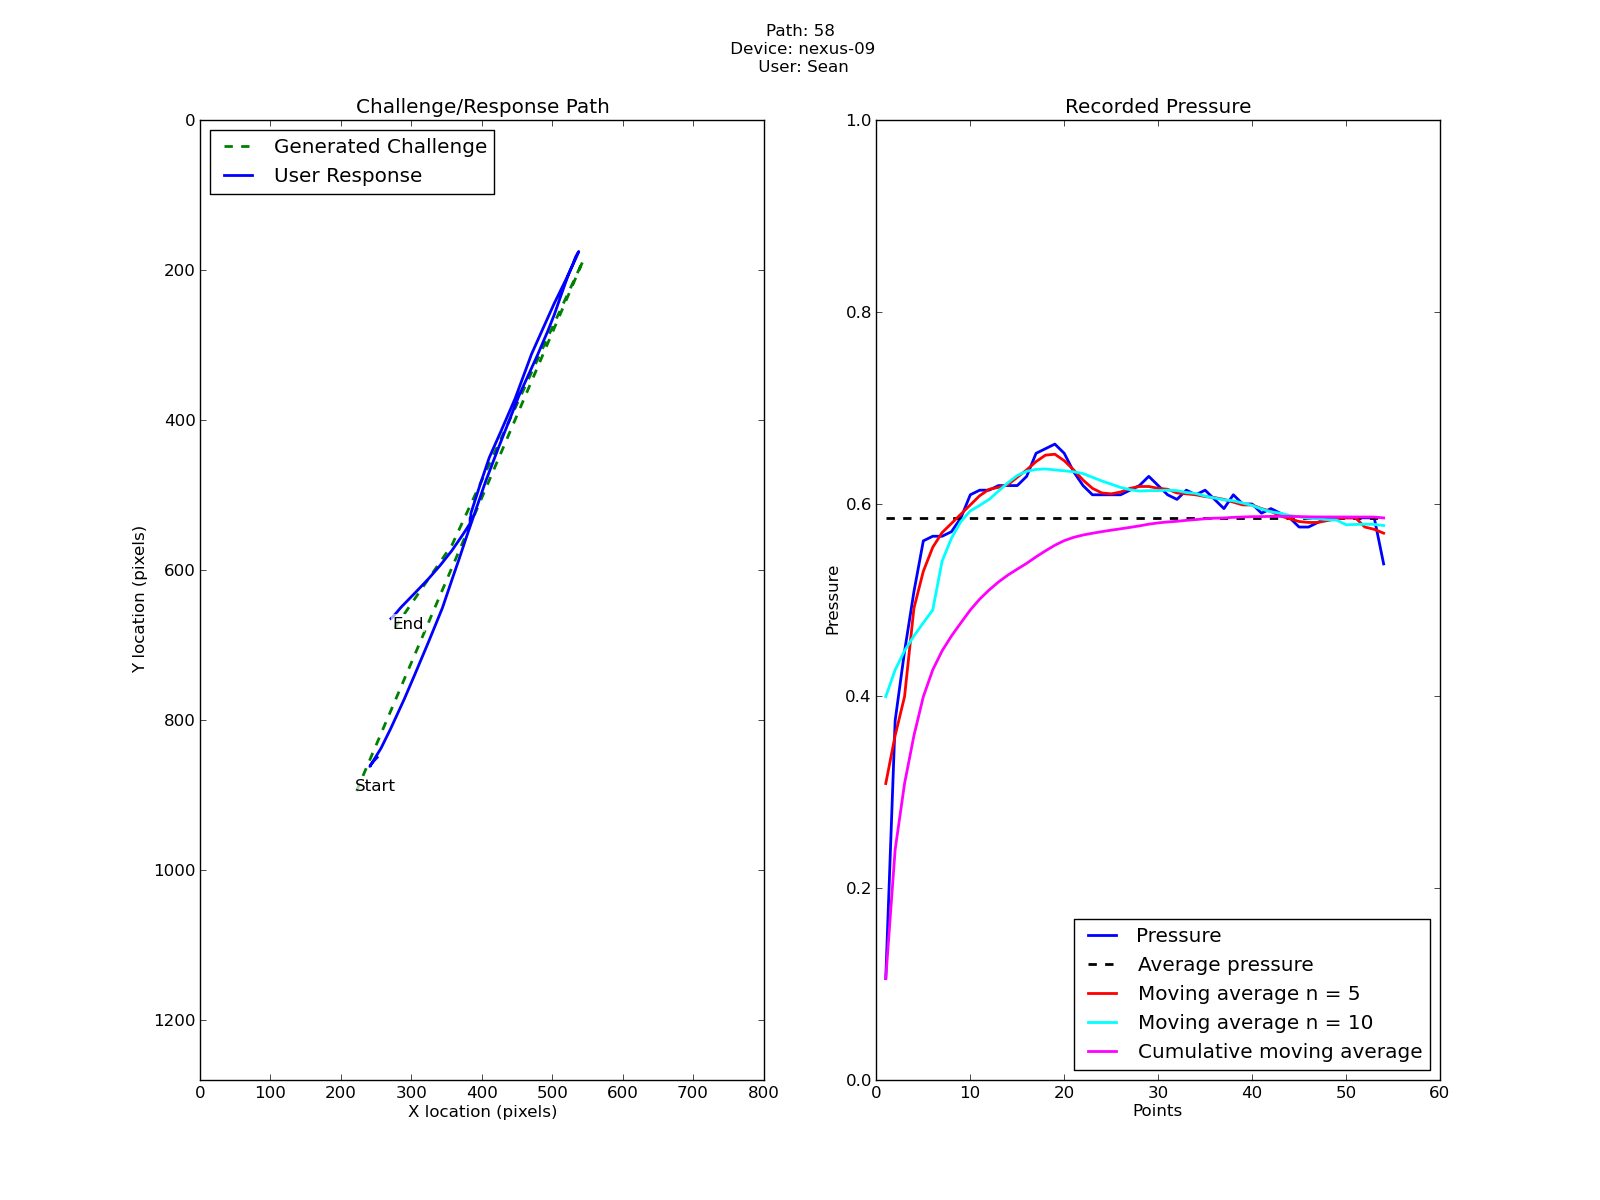 Path: 58
Device: nexus-09
User: Sean
Challenge/Response Path
Generated Challenge
User Response
0
200
400
600
800
1000
1200
Y location (pixels)
End
Start
0 100 200 300 400 500 600 700 800
X location (pixels)
Recorded Pressure
1.0
0.8
0.6
0.4
0.2
0.0
Pressure
Pressure
Average pressure
Moving average n = 5
Moving average n = 10
Cumulative moving average
0 10 20 30 40 50 60
Points